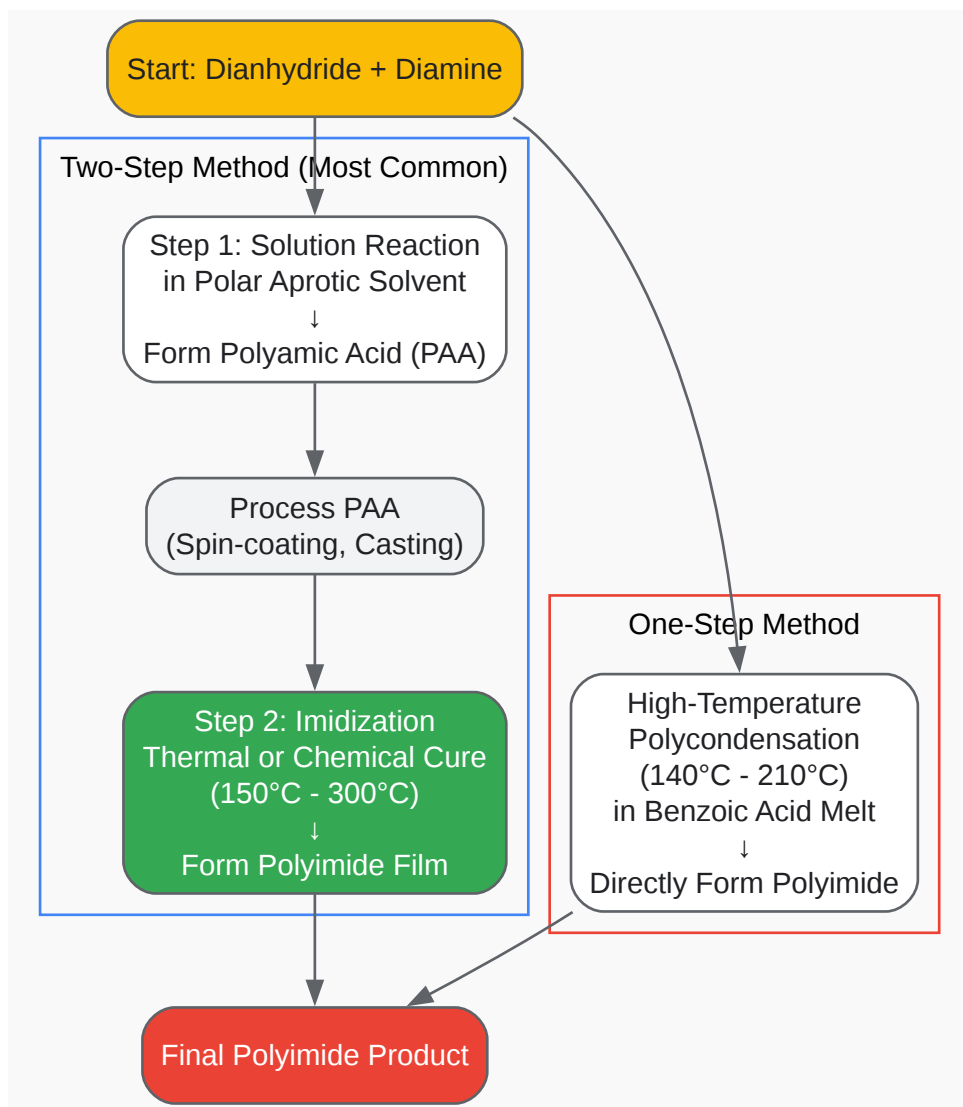 Start: Dianhydride + Diamine
Two-Step Method (Most Common)
Step 1: Solution Reaction
in Polar Aprotic Solvent
↓
Form Polyamic Acid (PAA)
Process PAA
(Spin-coating, Casting)
Step 2: Imidization
Thermal or Chemical Cure
(150°C - 300°C)
↓
Form Polyimide Film
One-Step Method
High-Temperature
Polycondensation
(140°C - 210°C)
in Benzoic Acid Melt
↓
Directly Form Polyimide
Final Polyimide Product